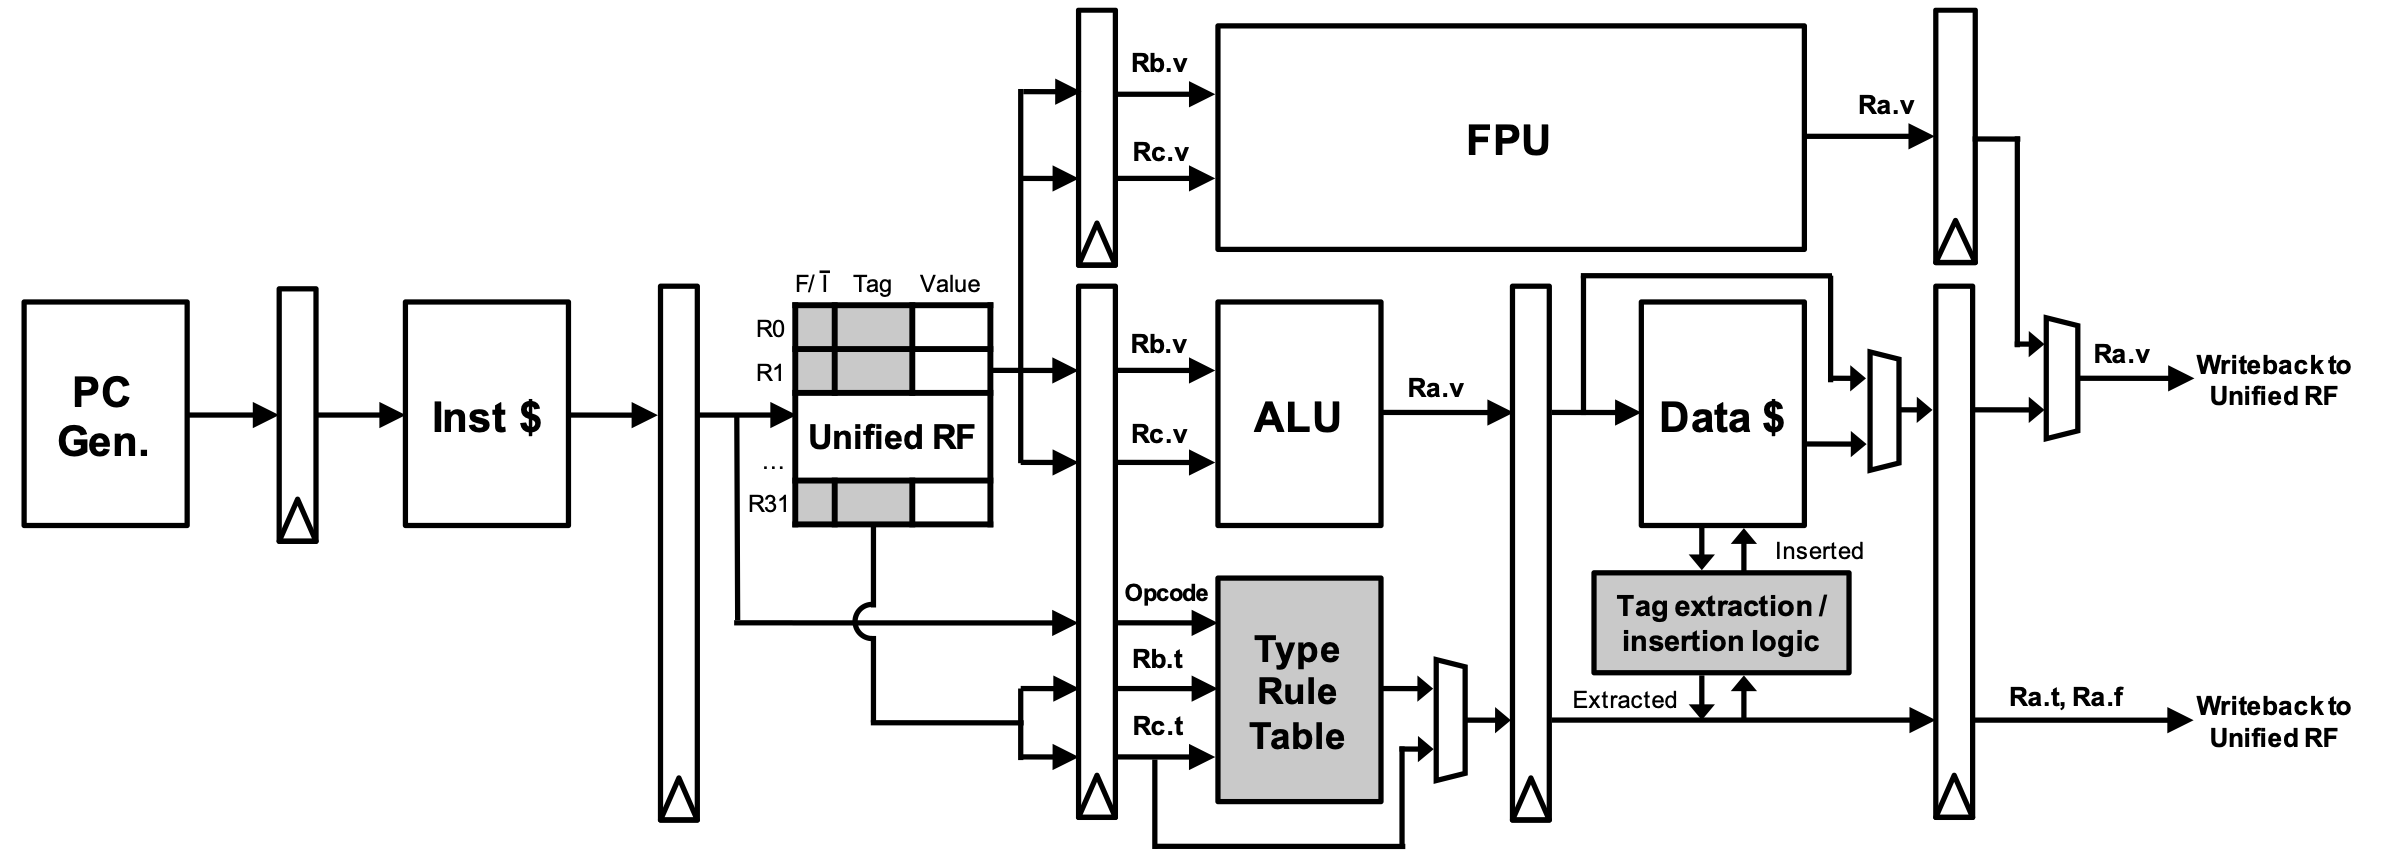 Rb.v
Rc.v
FPU
Ra.v
PC
Gen.
Inst $
F/ I̅ Tag Value
R0
R1
Unified RF
...
R31
Rb.v
Rc.v
ALU
Ra.v
Data $
Inserted
Tag extraction /
insertion logic
Extracted
Opcode
Rb.t
Rc.t
Type
Rule
Table
Ra.v
Writeback to
Unified RF
Ra.t, Ra.f
Writeback to
Unified RF